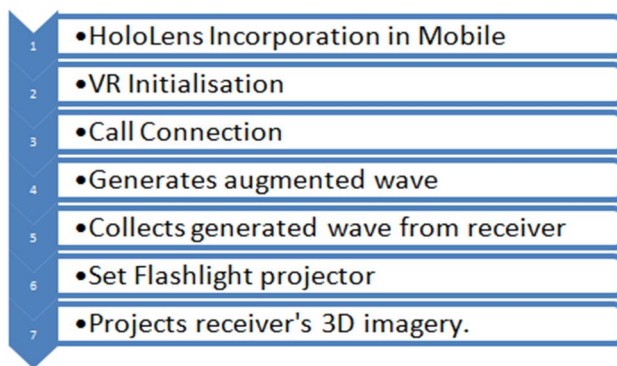 1 •HoloLens Incorporation in Mobile
2 •VR Initialisation
3 •Call Connection
4 •Generates augmented wave
5 •Collects generated wave from receiver
6 •Set Flashlight projector
7 •Projects receiver's 3D imagery.